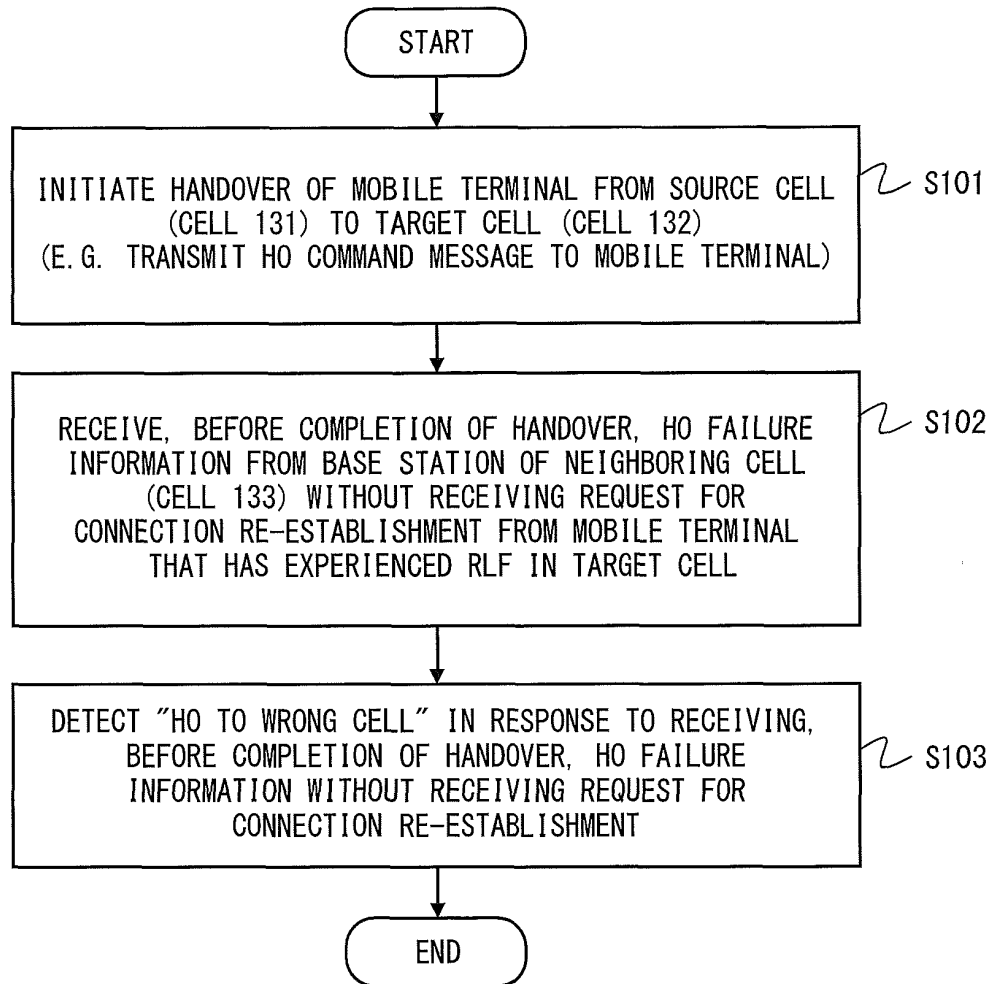 START
INITIATE HANDOVER OF MOBILE TERMINAL FROM SOURCE CELL
(CELL 131) TO TARGET CELL (CELL 132)
(E.G. TRANSMIT HO COMMAND MESSAGE TO MOBILE TERMINAL)
S101
RECEIVE, BEFORE COMPLETION OF HANDOVER, HO FAILURE
INFORMATION FROM BASE STATION OF NEIGHBORING CELL
(CELL 133) WITHOUT RECEIVING REQUEST FOR
CONNECTION RE-ESTABLISHMENT FROM MOBILE TERMINAL
THAT HAS EXPERIENCED RLF IN TARGET CELL
S102
DETECT "HO TO WRONG CELL" IN RESPONSE TO RECEIVING,
BEFORE COMPLETION OF HANDOVER, HO FAILURE
INFORMATION WITHOUT RECEIVING REQUEST FOR
CONNECTION RE-ESTABLISHMENT
S103
END